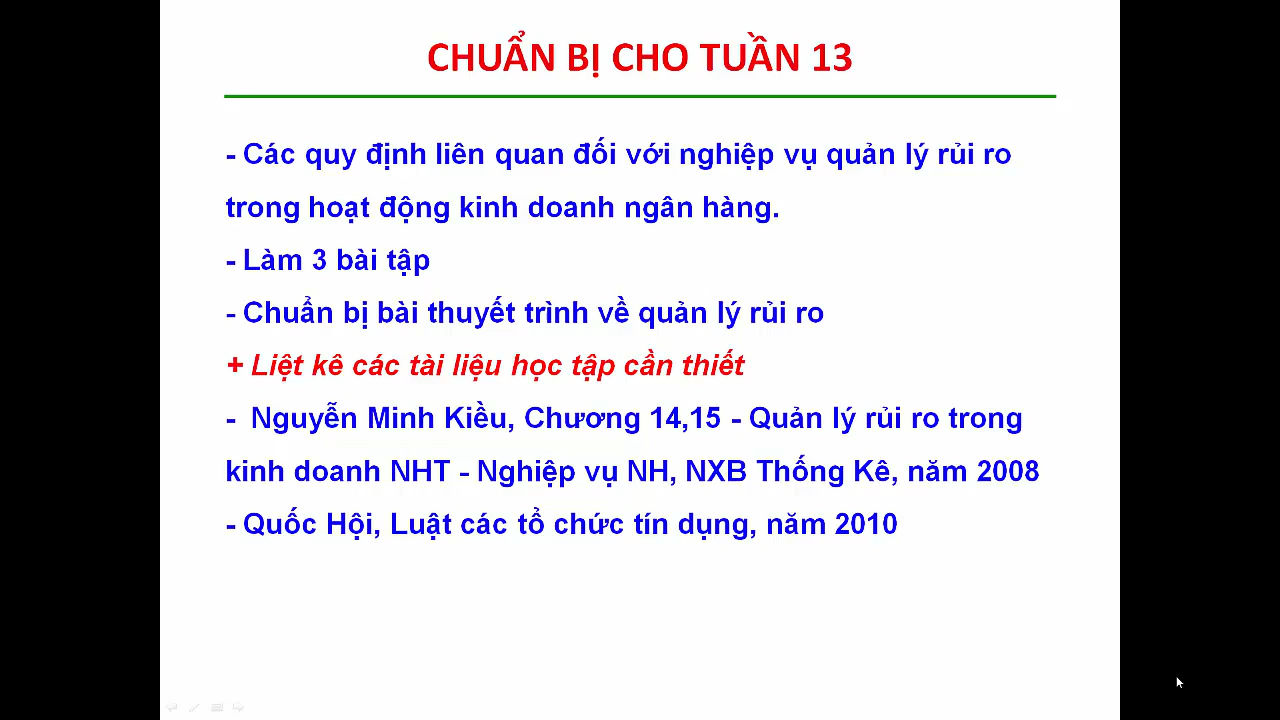 CHUẨN BỊ CHO TUẦN 13
- Các quy định liên quan đối với nghiệp vụ quản lý rủi ro
trong hoạt động kinh doanh ngân hàng.
- Làm 3 bài tập
- Chuẩn bị bài thuyết trình về quản lý rủi ro
+ Liệt kê các tài liệu học tập cần thiết
- Nguyễn Minh Kiều, Chương 14,15 - Quản lý rủi ro trong
kinh doanh NHT - Nghiệp vụ NH, NXB Thống Kê, năm 2008
- Quốc Hội, Luật các tổ chức tín dụng, năm 2010